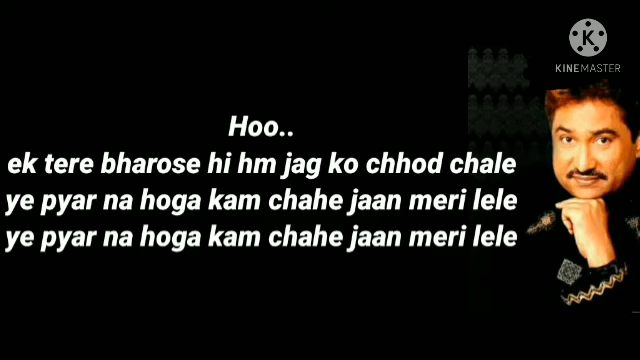 K
KINEMASTER
Hoo..
ek tere bharose hi hm jag ko chhod chale
ye pyar na hoga kam chahe jaan meri lele
ye pyar na hoga kam chahe jaan meri lele